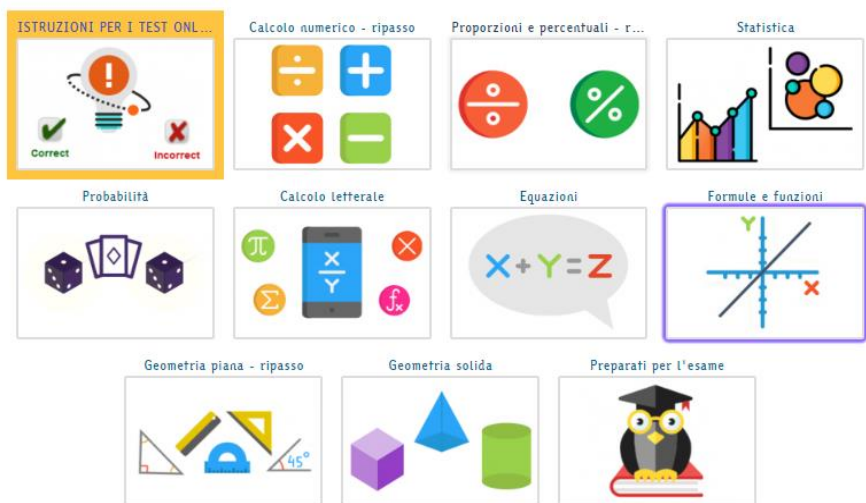 ISTRUZIONI PER I TEST ONL...
Calcolo numerico - ripasso
Proporzioni e percentuali - r...
Statistica
Correct
Incorrect
Probabilità
Calcolo letterale
Equazioni
Formule e funzioni
π
X
Y
Σ
fx
X + Y = Z
Y
X
Geometria piana - ripasso
Geometria solida
Preparati per l'esame
45°